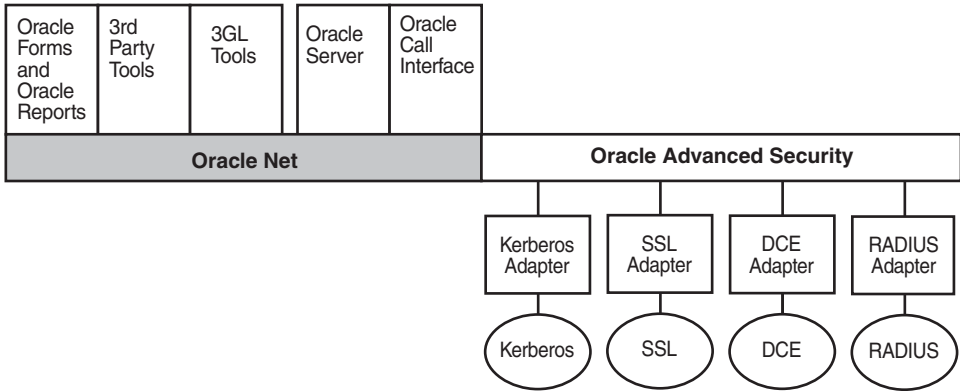 Oracle
Forms
and
Oracle
Reports
3rd
Party
Tools
3GL
Tools
Oracle
Server
Oracle
Call
Interface
Oracle Net
Oracle Advanced Security
Kerberos
Adapter
SSL
Adapter
DCE
Adapter
RADIUS
Adapter
Kerberos
SSL
DCE
RADIUS